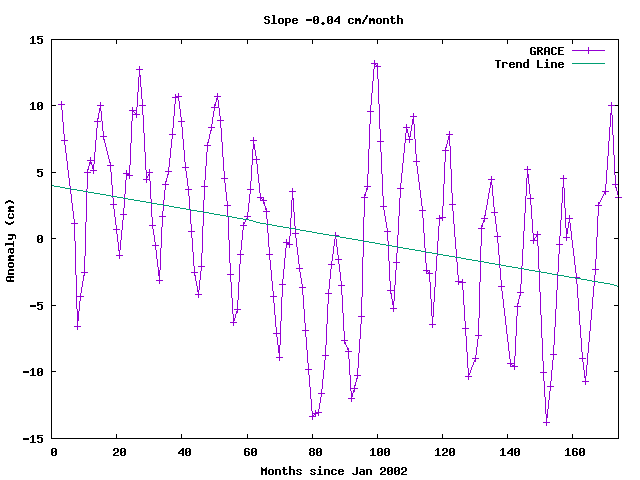 Slope -0.04 cm/month
15
10
5
0
-5
-10
-15
Anomaly (cm)
GRACE
Trend Line
0 20 40 60 80 100 120 140 160
Months since Jan 2002